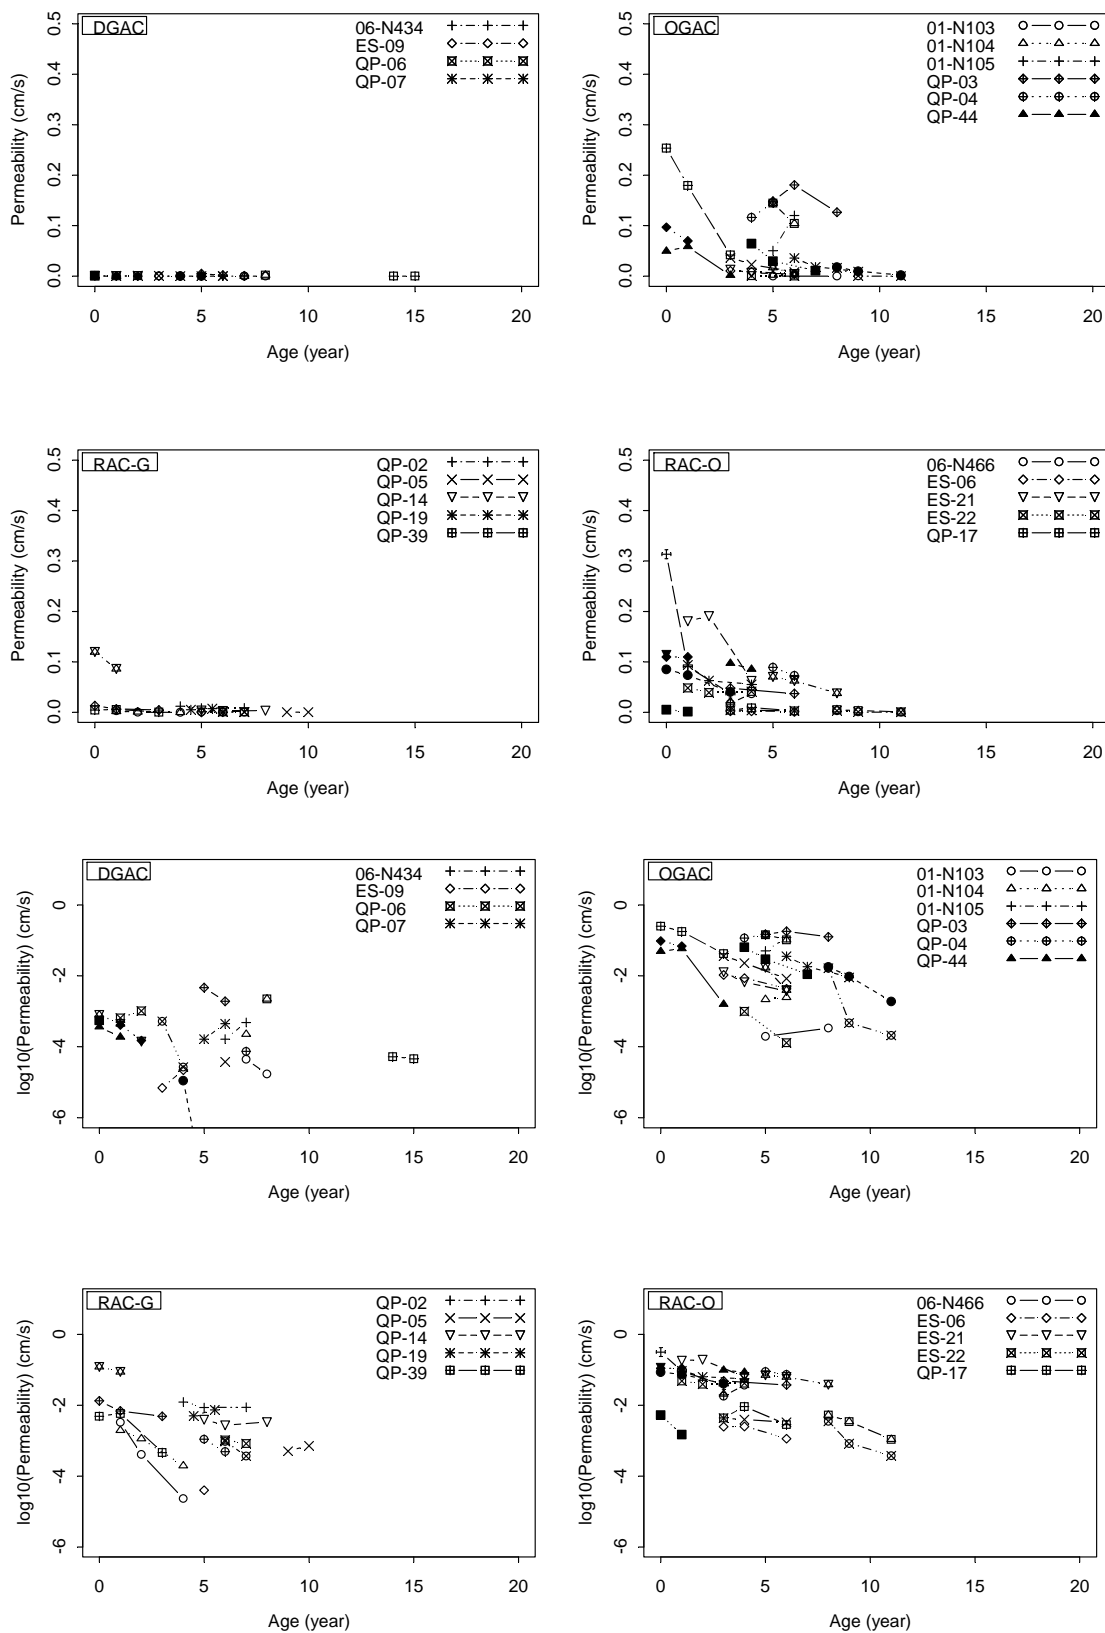 DGAC
06-N434
ES-09
QP-06
QP-07
Permeability (cm/s)
0.0 0.1 0.2 0.3 0.4 0.5
0 5 10 15 20
Age (year)
OGAC
01-N103
01-N104
01-N105
QP-03
QP-04
QP-44
Permeability (cm/s)
0.0 0.1 0.2 0.3 0.4 0.5
0 5 10 15 20
Age (year)
RAC-G
QP-02
QP-05
QP-14
QP-19
QP-39
Permeability (cm/s)
0.0 0.1 0.2 0.3 0.4 0.5
0 5 10 15 20
Age (year)
RAC-O
06-N466
ES-06
ES-21
ES-22
QP-17
Permeability (cm/s)
0.0 0.1 0.2 0.3 0.4 0.5
0 5 10 15 20
Age (year)
DGAC
06-N434
ES-09
QP-06
QP-07
log10(Permeability) (cm/s)
-6 -4 -2 0
0 5 10 15 20
Age (year)
OGAC
01-N103
01-N104
01-N105
QP-03
QP-04
QP-44
log10(Permeability) (cm/s)
-6 -4 -2 0
0 5 10 15 20
Age (year)
RAC-G
QP-02
QP-05
QP-14
QP-19
QP-39
log10(Permeability) (cm/s)
-6 -4 -2 0
0 5 10 15 20
Age (year)
RAC-O
06-N466
ES-06
ES-21
ES-22
QP-17
log10(Permeability) (cm/s)
-6 -4 -2 0
0 5 10 15 20
Age (year)